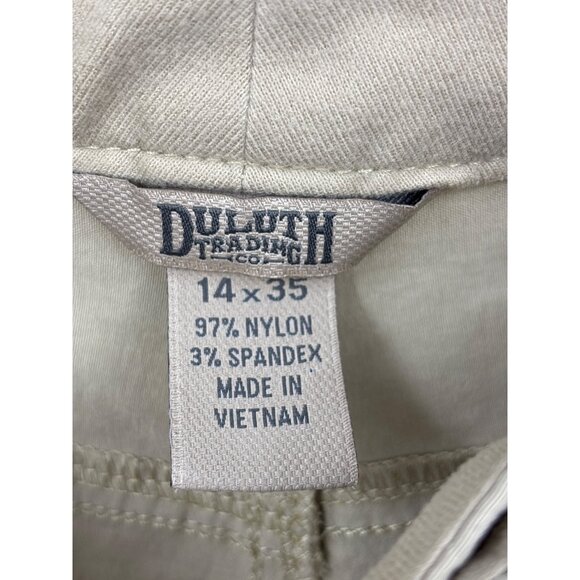 DULUTH
TRADING
CO
14 x 35
97% NYLON
3% SPANDEX
MADE IN
VIETNAM